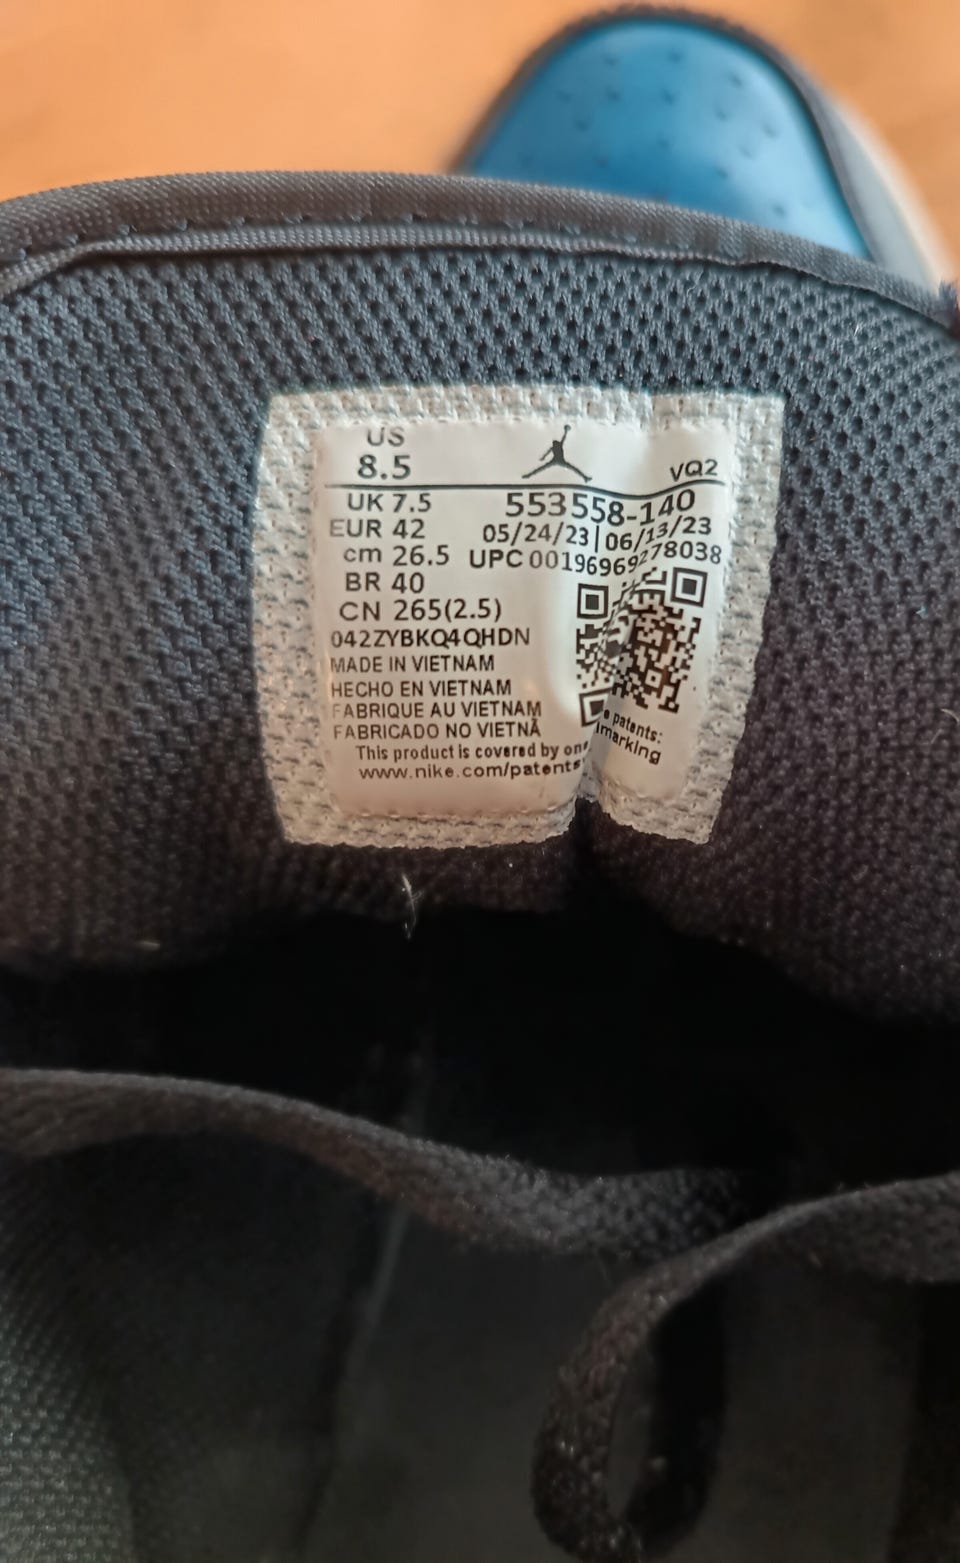 US
8.5
VQ2
UK 7.5
553558-140
EUR 42
05/24/23|06/13/23
cm 26.5
UPC 00196969278038
BR 40
CN 265(2.5)
042ZYBKQ4QHDN
MADE IN VIETNAM
HECHO EN VIETNAM
FABRIQUE AU VIETNAM
FABRICADO NO VIETNÃ
This product is covered by one patents:
www.nike.com/patents marking